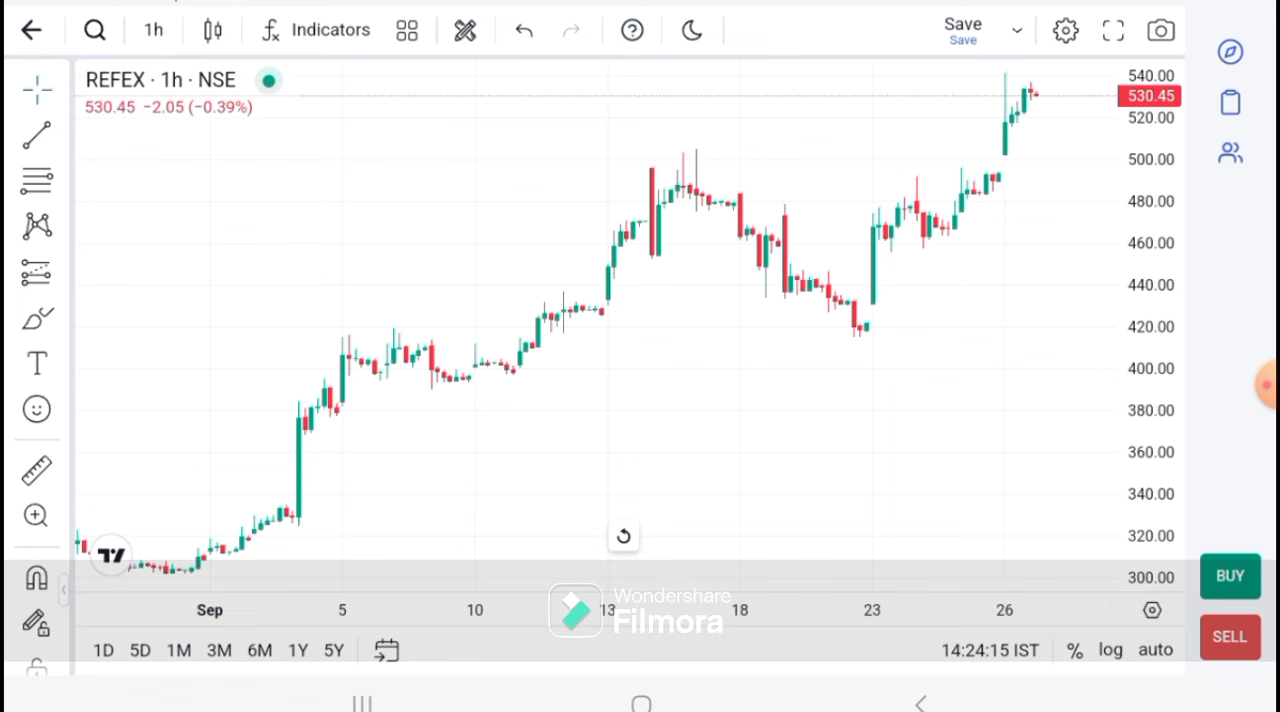 1h Indicators Save
Save
REFEX · 1h · NSE
530.45 −2.05 (−0.39%)
540.00
530.45
520.00
500.00
480.00
460.00
440.00
420.00
400.00
380.00
360.00
340.00
320.00
300.00
BUY
SELL
Sep 5 10 13 18 23 26
Wondershare
Filmora
1D 5D 1M 3M 6M 1Y 5Y 14:24:15 IST % log auto